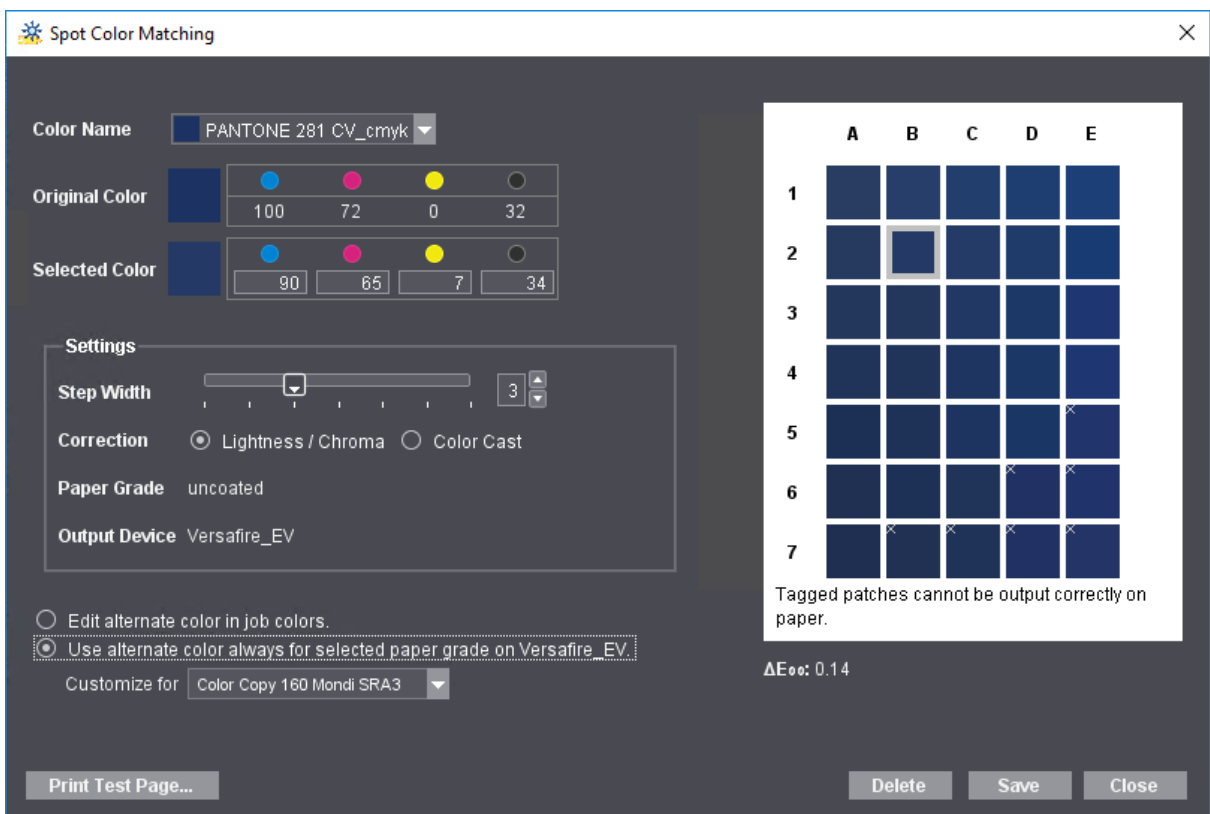 Spot Color Matching
Color Name PANTONE 281 CV_cmyk
Original Color 100 72 0 32
Selected Color 90 65 7 34
Settings
Step Width 3
Correction Lightness / Chroma Color Cast
Paper Grade uncoated
Output Device Versafire_EV
Edit alternate color in job colors.
Use alternate color always for selected paper grade on Versafire_EV.
Customize for Color Copy 160 Mondi SRA3
A B C D E
1
2
3
4
5
6
7
Tagged patches cannot be output correctly on
paper.
ΔE₀₀: 0.14
Print Test Page... Delete Save Close